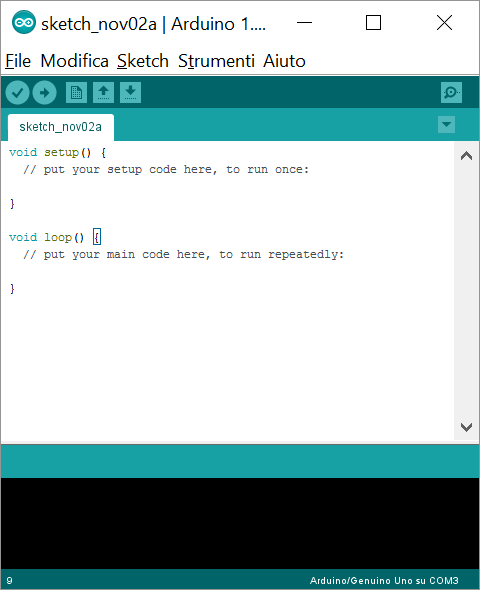 sketch_nov02a | Arduino 1....
File Modifica Sketch Strumenti Aiuto
sketch_nov02a
void setup() {
  // put your setup code here, to run once:
}
void loop() {
  // put your main code here, to run repeatedly:
}
9 Arduino/Genuino Uno su COM3